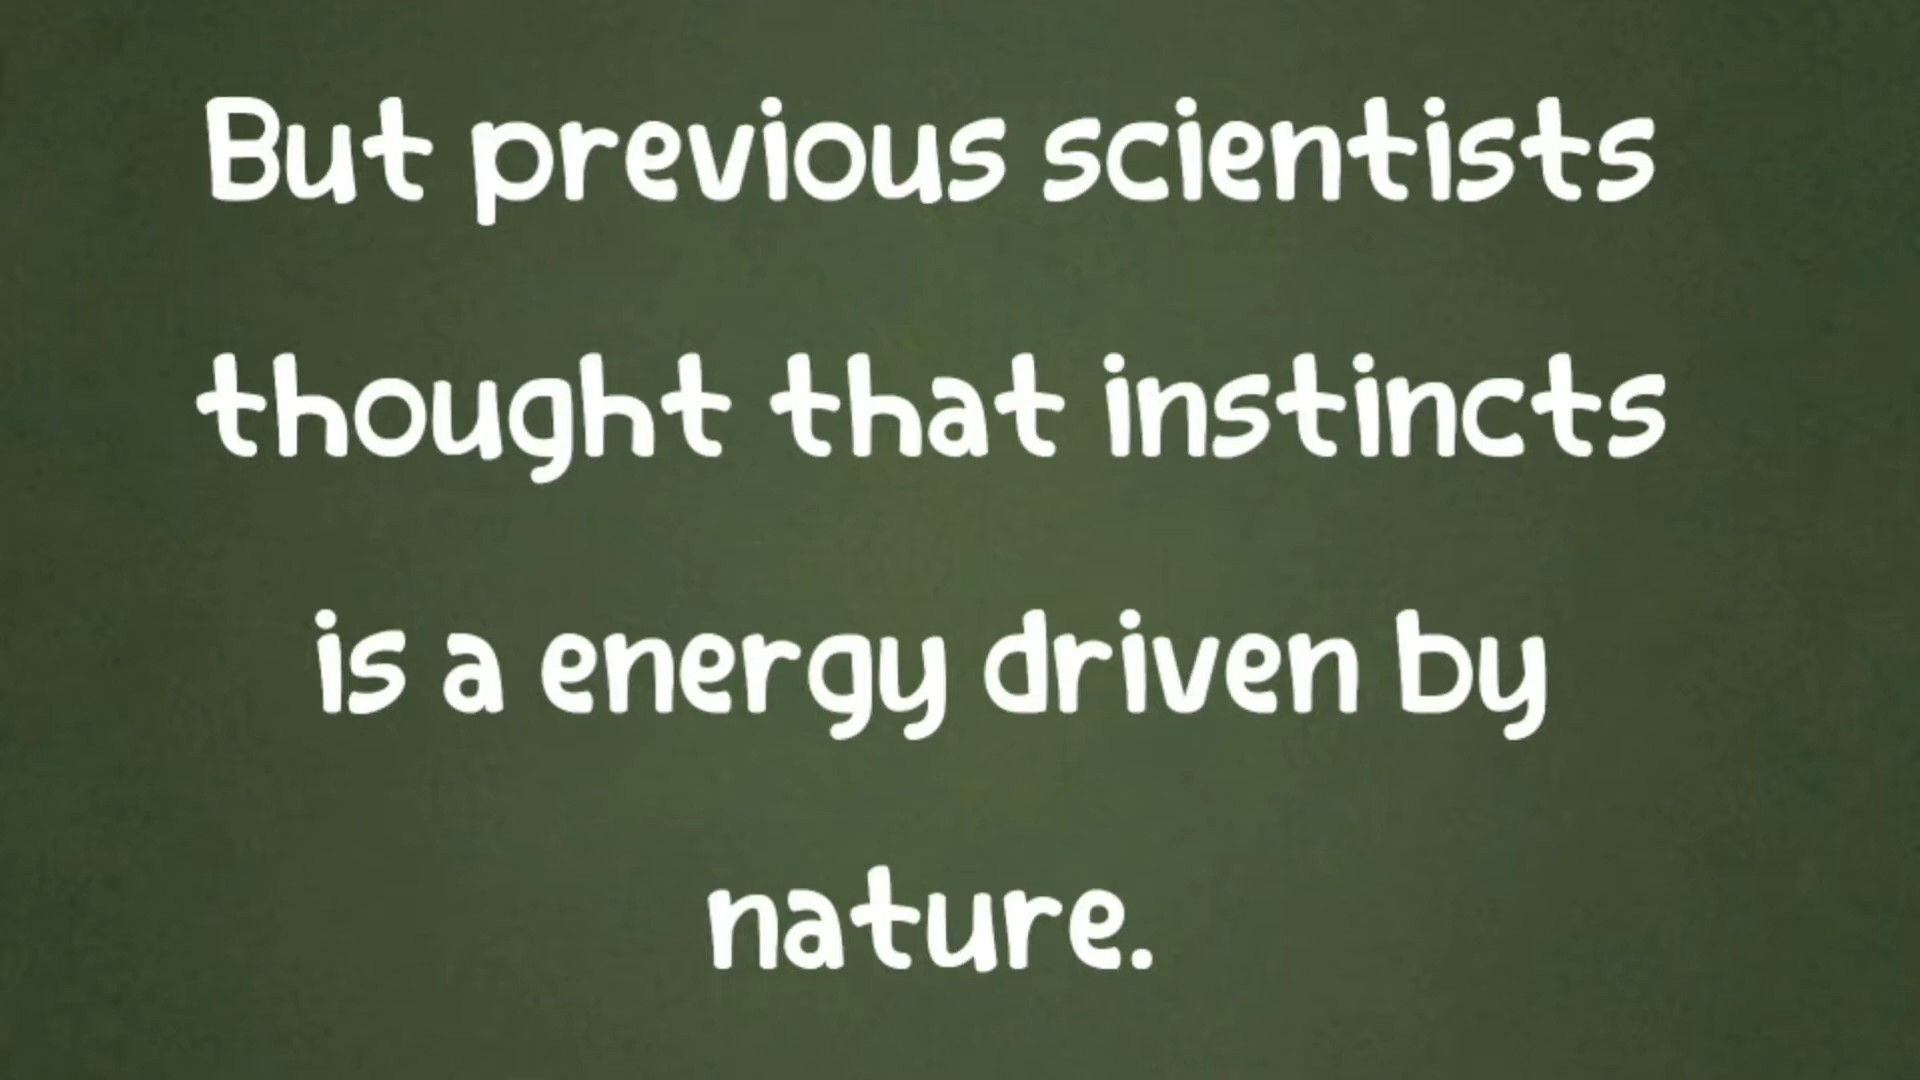 But previous scientists
thought that instincts
is a energy driven by
nature.